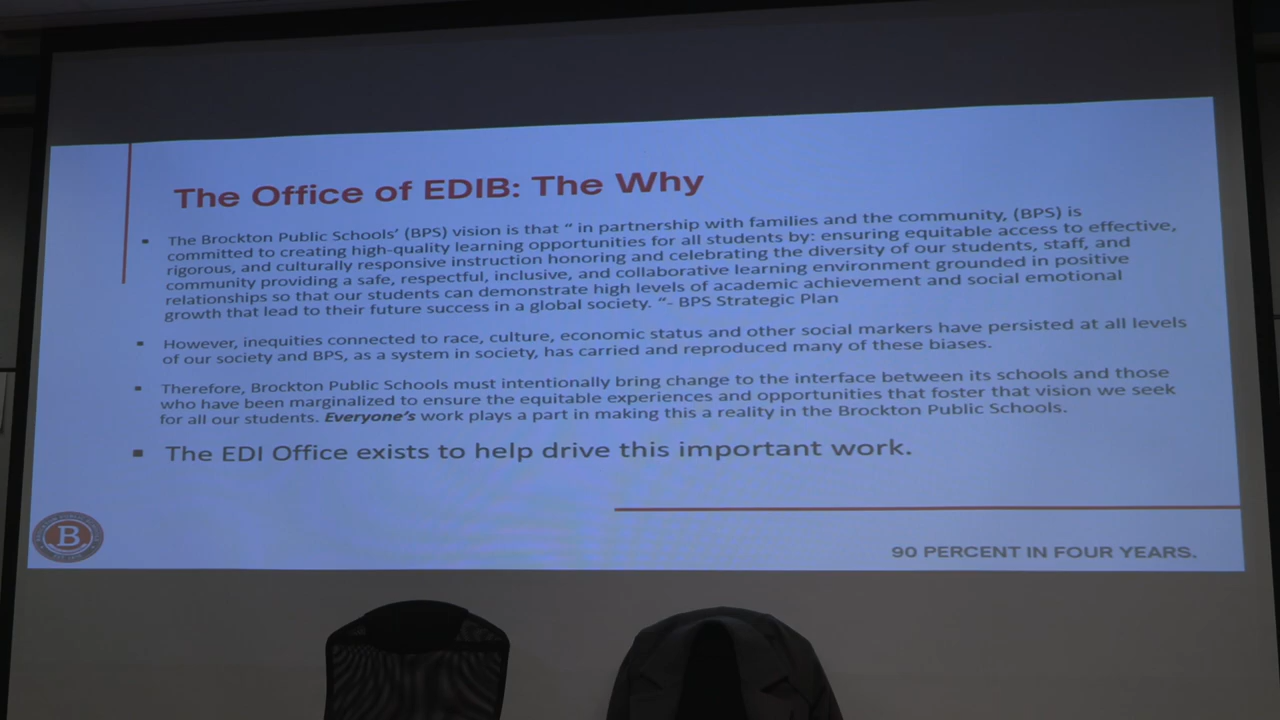 The Office of EDIB: The Why
▪ The Brockton Public Schools’ (BPS) vision is that “ in partnership with families and the community, (BPS) is
committed to creating high-quality learning opportunities for all students by: ensuring equitable access to effective,
rigorous, and culturally responsive instruction honoring and celebrating the diversity of our students, staff, and
community providing a safe, respectful, inclusive, and collaborative learning environment grounded in positive
relationships so that our students can demonstrate high levels of academic achievement and social emotional
growth that lead to their future success in a global society. “- BPS Strategic Plan
▪ However, inequities connected to race, culture, economic status and other social markers have persisted at all levels
of our society and BPS, as a system in society, has carried and reproduced many of these biases.
▪ Therefore, Brockton Public Schools must intentionally bring change to the interface between its schools and those
who have been marginalized to ensure the equitable experiences and opportunities that foster that vision we seek
for all our students. Everyone’s work plays a part in making this a reality in the Brockton Public Schools.
▪ The EDI Office exists to help drive this important work.
BROCKTON PUBLIC SCHOOLS
B.
90 PERCENT IN FOUR YEARS.